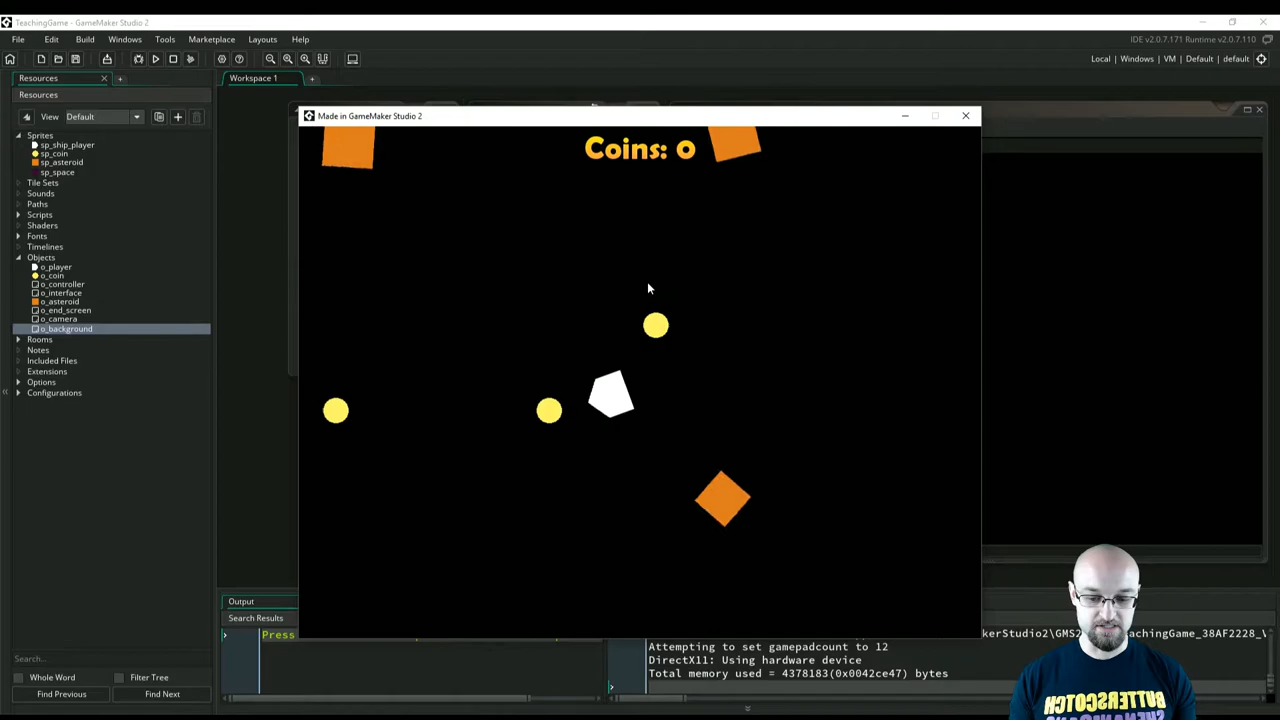 TeachingGame - GameMaker Studio 2
File Edit Build Windows Tools Marketplace Layouts Help
IDE v2.0.7.171 Runtime v2.0.7.110
Local | Windows | VM | Default | default
Resources
Workspace 1
Resources
View Default
Made in GameMaker Studio 2
Coins: 0
Sprites
sp_ship_player
sp_coin
sp_asteroid
sp_space
Tile Sets
Sounds
Paths
Scripts
Shaders
Fonts
Timelines
Objects
o_player
o_coin
o_controller
o_interface
o_asteroid
o_end_screen
o_camera
o_background
Rooms
Notes
Included Files
Extensions
Options
Configurations
Search...
Whole Word Filter Tree
Find Previous Find Next
Output
Search Results
Press
Attempting to set gamepadcount to 12
DirectX11: Using hardware device
Total memory used = 4378183(0x0042ce47) bytes
BUTTERSCOTCH
SHENANIGANS